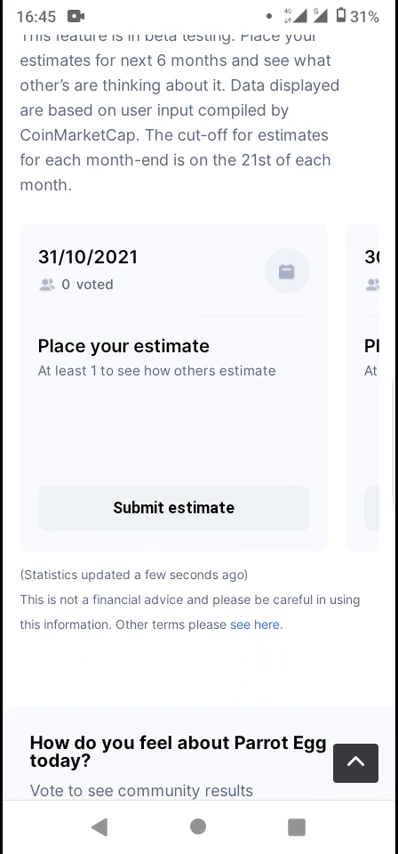 16:45 4G G 31%
This feature is in beta testing. Place your
estimates for next 6 months and see what
other's are thinking about it. Data displayed
are based on user input compiled by
CoinMarketCap. The cut-off for estimates
for each month-end is on the 21st of each
month.
31/10/2021
30
0 voted
Place your estimate
Pl
At least 1 to see how others estimate
At
Submit estimate
(Statistics updated a few seconds ago)
This is not a financial advice and please be careful in using
this information. Other terms please see here.
How do you feel about Parrot Egg
today?
Vote to see community results